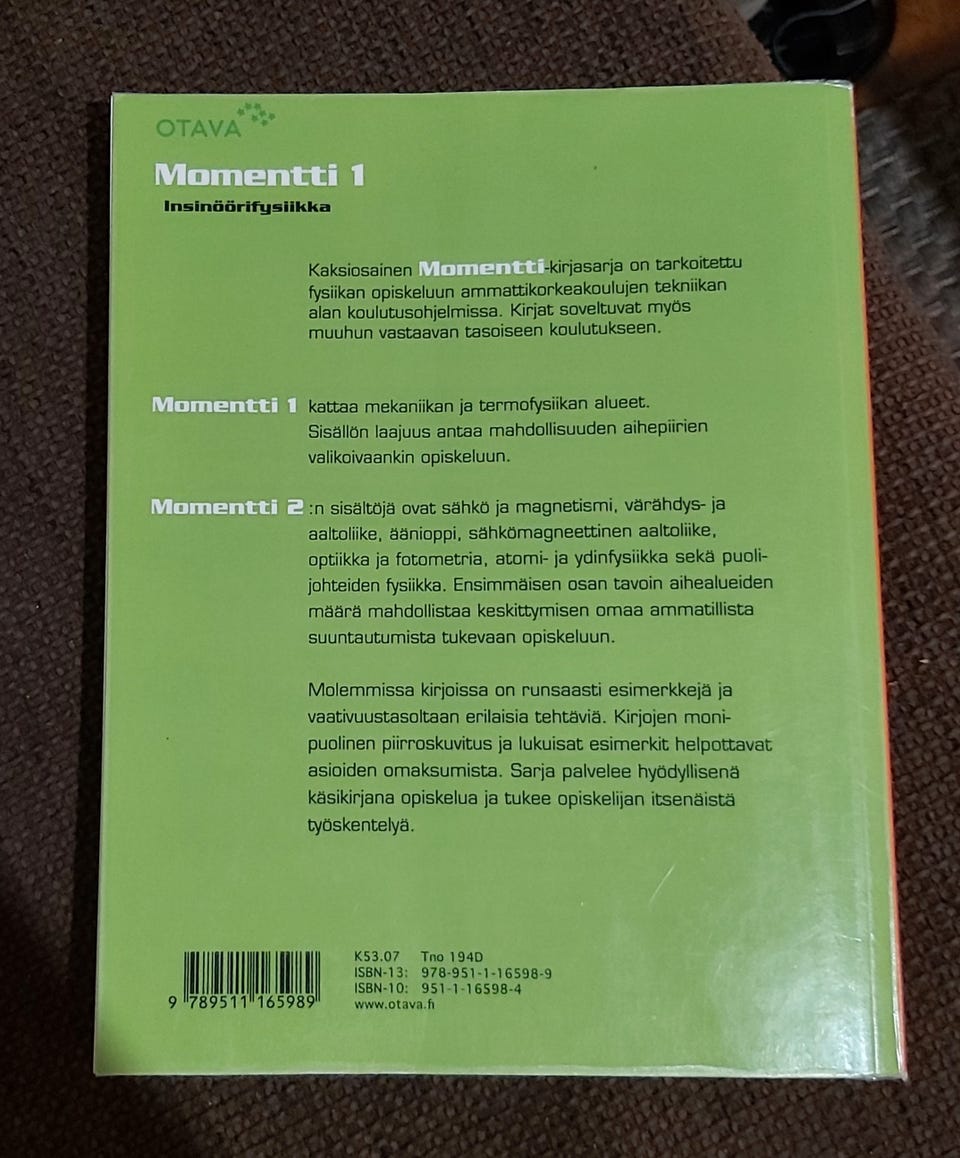 OTAVA
Momentti 1
Insinöörifysiikka
Kaksiosainen Momentti-kirjasarja on tarkoitettu
fysiikan opiskeluun ammattikorkeakoulujen tekniikan
alan koulutusohjelmissa. Kirjat soveltuvat myös
muuhun vastaavan tasoiseen koulutukseen.
Momentti 1 kattaa mekaniikan ja termofysiikan alueet.
Sisällön laajuus antaa mahdollisuuden aihepiirien
valikoivaankin opiskeluun.
Momentti 2 :n sisältöjä ovat sähkö ja magnetismi, värähdys- ja
aaltoliike, äänioppi, sähkömagneettinen aaltoliike,
optiikka ja fotometria, atomi- ja ydinfysiikka sekä puoli-
johteiden fysiikka. Ensimmäisen osan tavoin aihealueiden
määrä mahdollistaa keskittymisen omaa ammatillista
suuntautumista tukevaan opiskeluun.
Molemmissa kirjoissa on runsaasti esimerkkejä ja
vaativuustasoltaan erilaisia tehtäviä. Kirjojen moni-
puolinen piirroskuvitus ja lukuisat esimerkit helpottavat
asioiden omaksumista. Sarja palvelee hyödyllisenä
käsikirjana opiskelua ja tukee opiskelijan itsenäistä
työskentelyä.
K53.07 Tno 194D
ISBN-13: 978-951-1-16598-9
ISBN-10: 951-1-16598-4
www.otava.fi
9 789511 165989